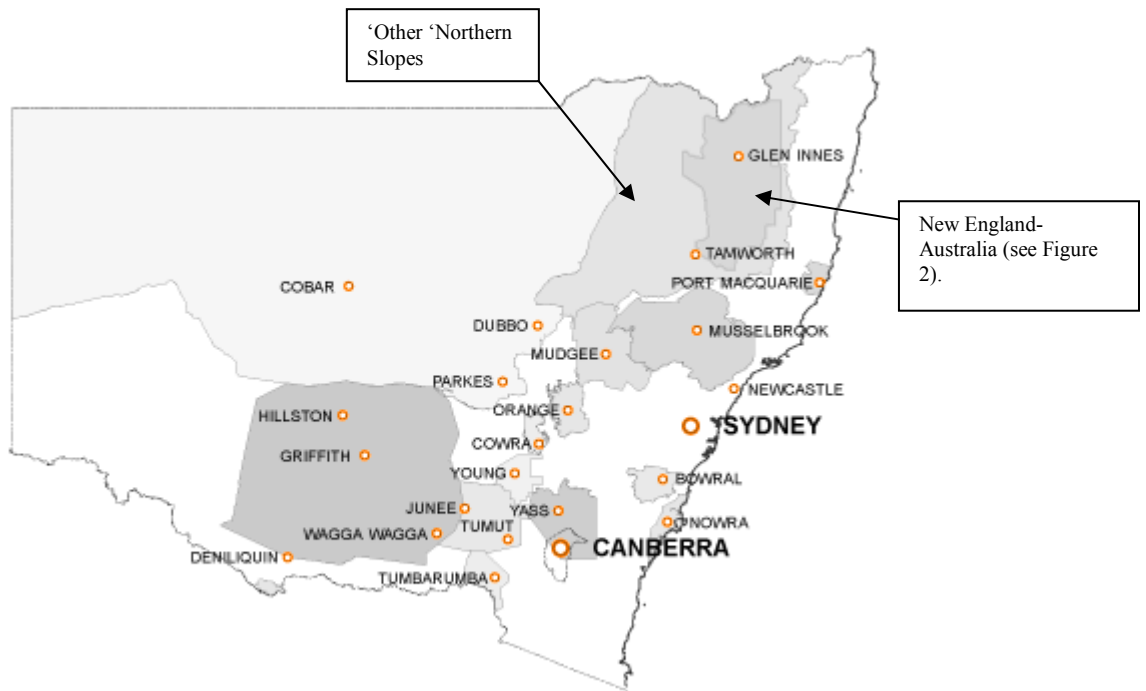 ‘Other ‘Northern
Slopes
GLEN INNES
New England-
Australia (see Figure
2).
TAMWORTH
PORT MACQUARIE
COBAR
DUBBO
MUSSELBROOK
MUDGEE
PARKES
NEWCASTLE
ORANGE
HILLSTON
SYDNEY
COWRA
GRIFFITH
YOUNG
BOWRAL
JUNEE
YASS
NOWRA
TUMUT
WAGGA WAGGA
CANBERRA
DENILIQUIN
TUMBARUMBA